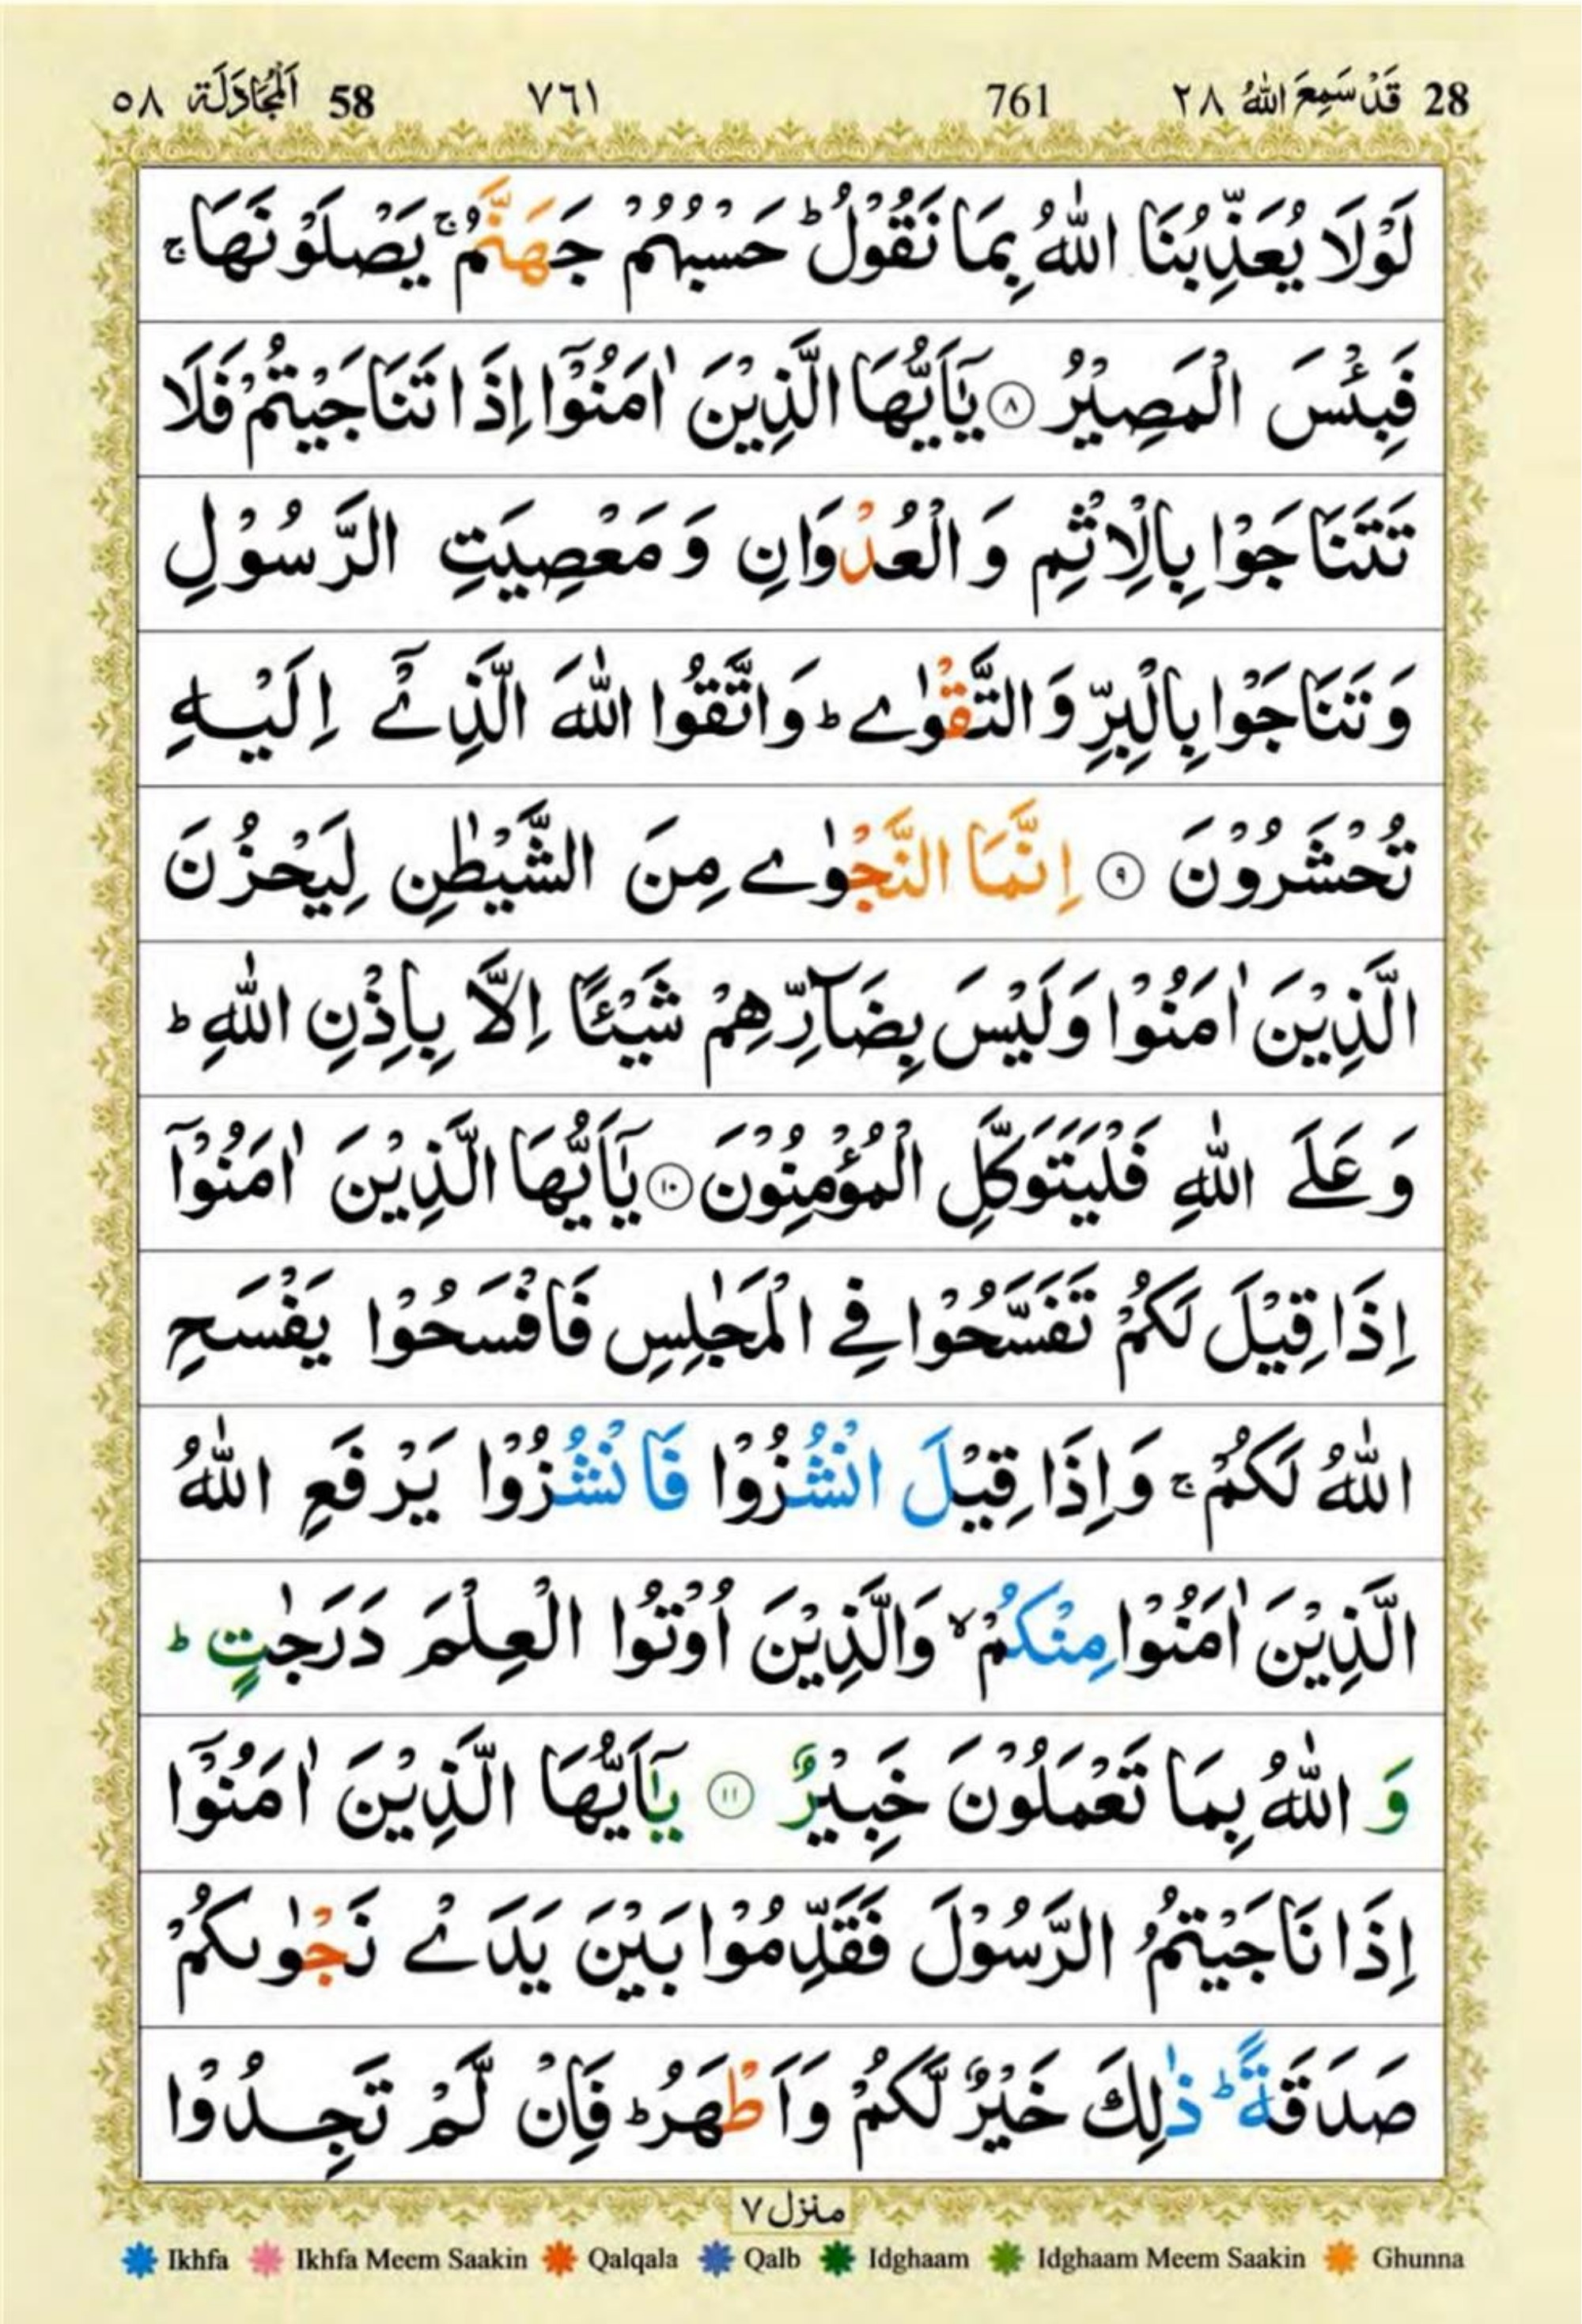 28 قَدْ سَمِعَ اللهُ ٢٨ 761 ٧٦١ 58 اَلْمُجَادَلَة ٥٨
لَوْلَا يُعَذِّبُنَا اللّٰهُ بِمَا نَقُوْلُ ؕ حَسْبُهُمْ جَهَنَّمُ ۚ يَصْلَوْنَهَا ۚ
فَبِئْسَ الْمَصِيْرُ ۝٨ يٰۤاَيُّهَا الَّذِيْنَ اٰمَنُوْۤا اِذَا تَنَاجَيْتُمْ فَلَا
تَتَنَاجَوْا بِالْاِثْمِ وَ الْعُدْوَانِ وَ مَعْصِيَتِ الرَّسُوْلِ
وَ تَنَاجَوْا بِالْبِرِّ وَ التَّقْوٰے ؕ وَ اتَّقُوا اللّٰهَ الَّذِےْۤ اِلَيْهِ
تُحْشَرُوْنَ ۝٩ اِنَّمَا النَّجْوٰے مِنَ الشَّيْطٰنِ لِيَحْزُنَ
الَّذِيْنَ اٰمَنُوْا وَلَيْسَ بِضَآرِّهِمْ شَيْئًا اِلَّا بِاِذْنِ اللّٰهِ ؕ
وَ عَلَے اللّٰهِ فَلْيَتَوَكَّلِ الْمُؤْمِنُوْنَ ۝١٠ يٰۤاَيُّهَا الَّذِيْنَ اٰمَنُوْۤا
اِذَا قِيْلَ لَكُمْ تَفَسَّحُوْا فِے الْمَجٰلِسِ فَافْسَحُوْا يَفْسَحِ
اللّٰهُ لَكُمْ ۚ وَ اِذَا قِيْلَ انْشُزُوْا فَانْشُزُوْا يَرْفَعِ اللّٰهُ
الَّذِيْنَ اٰمَنُوْا مِنْكُمْ ۙ وَالَّذِيْنَ اُوْتُوا الْعِلْمَ دَرَجٰتٍ ؕ
وَ اللّٰهُ بِمَا تَعْمَلُوْنَ خَبِيْرٌ ۝١١ يٰۤاَيُّهَا الَّذِيْنَ اٰمَنُوْۤا
اِذَا نَاجَيْتُمُ الرَّسُوْلَ فَقَدِّمُوْا بَيْنَ يَدَےْ نَجْوٰىكُمْ
صَدَقَةً ؕ ذٰلِكَ خَيْرٌ لَّكُمْ وَ اَطْهَرُ ؕ فَاِنْ لَّمْ تَجِدُوْا
منزل ٧
Ikhfa Ikhfa Meem Saakin Qalqala Qalb Idghaam Idghaam Meem Saakin Ghunna